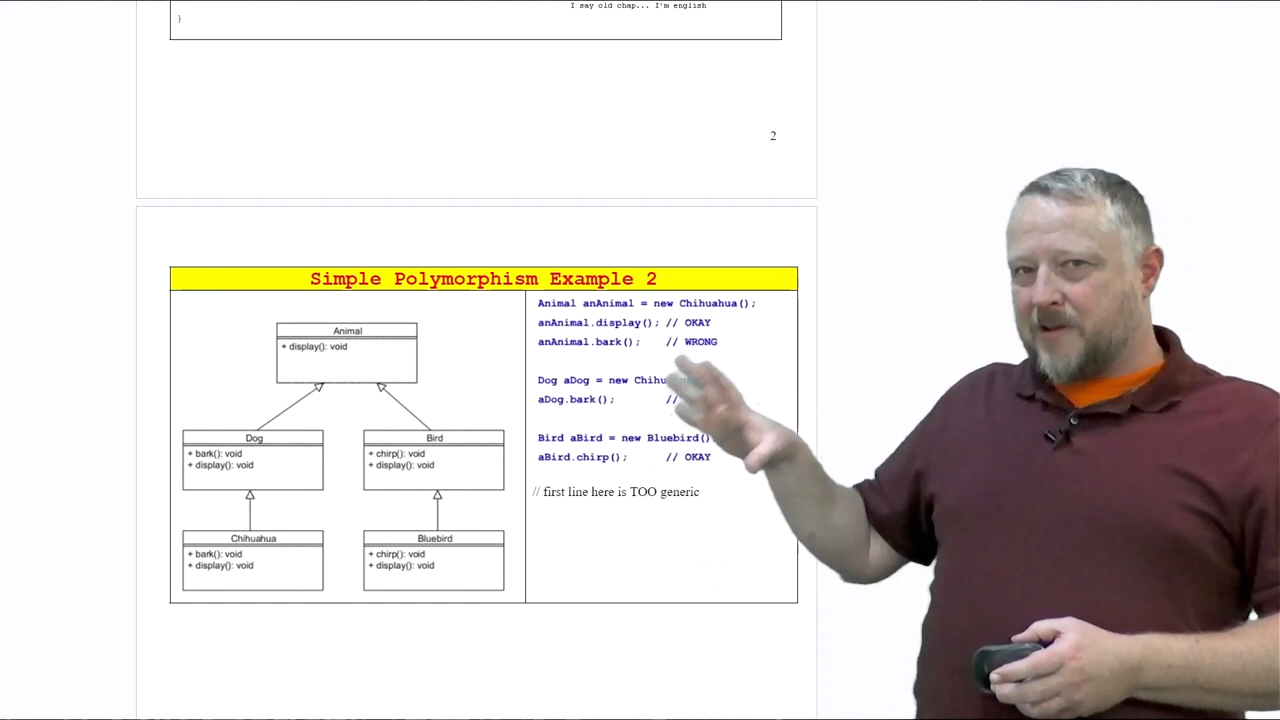 I say old chap... I'm english
}
2
Simple Polymorphism Example 2
Animal
+ display(): void
Dog
+ bark(): void
+ display(): void
Bird
+ chirp(): void
+ display(): void
Chihuahua
+ bark(): void
+ display(): void
Bluebird
+ chirp(): void
+ display(): void
Animal anAnimal = new Chihuahua();
anAnimal.display(); // OKAY
anAnimal.bark(); // WRONG
Dog aDog = new
aDog.bark(); //
Bird aBird = new Bluebird()
aBird.chirp(); // OKAY
// first line here is TOO generic